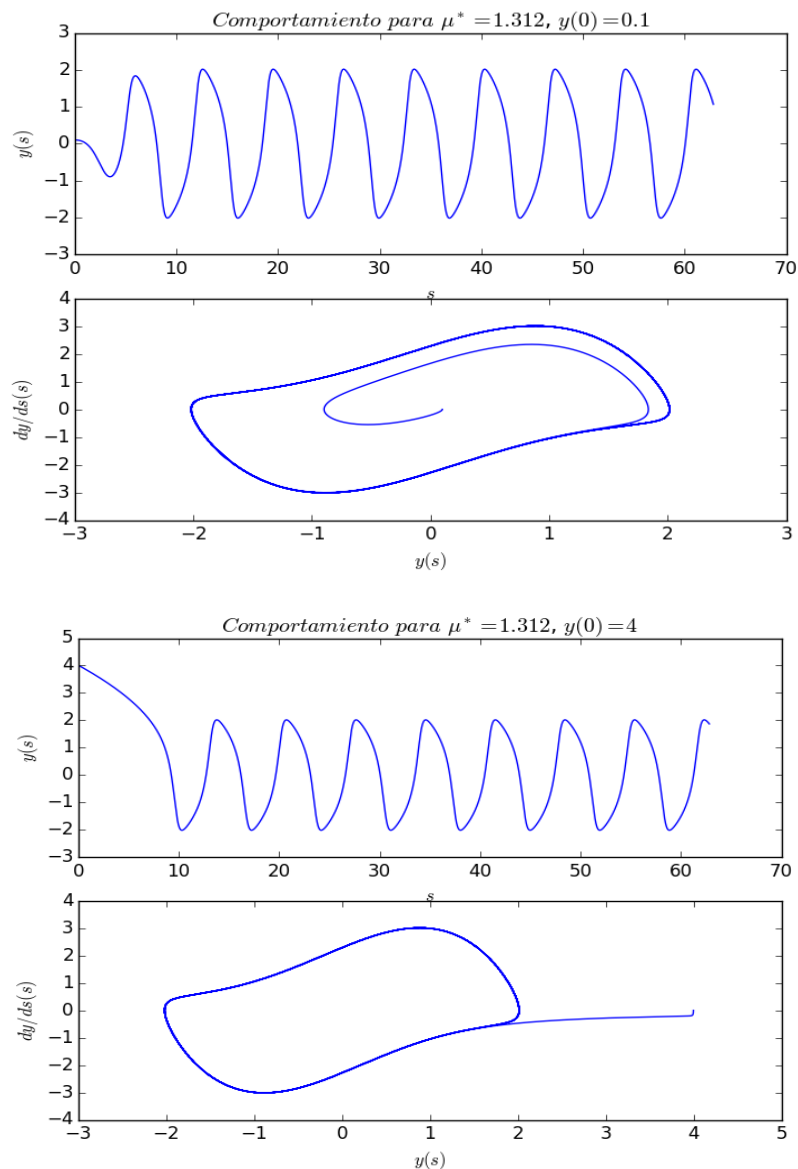 Comportamiento para μ* =1.312, y(0)=0.1
3
2
1
0
−1
−2
−3
y(s)
0 10 20 30 40 50 60 70
s
4
3
2
1
0
−1
−2
−3
−4
dy/ds(s)
−3 −2 −1 0 1 2 3
y(s)
Comportamiento para μ* =1.312, y(0)=4
5
4
3
2
1
0
−1
−2
−3
y(s)
0 10 20 30 40 50 60 70
s
4
3
2
1
0
−1
−2
−3
−4
dy/ds(s)
−3 −2 −1 0 1 2 3 4 5
y(s)